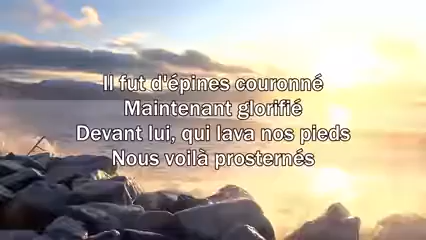 Il fut d'épines couronné
Maintenant glorifié
Devant lui, qui lava nos pieds
Nous voilà prosternés